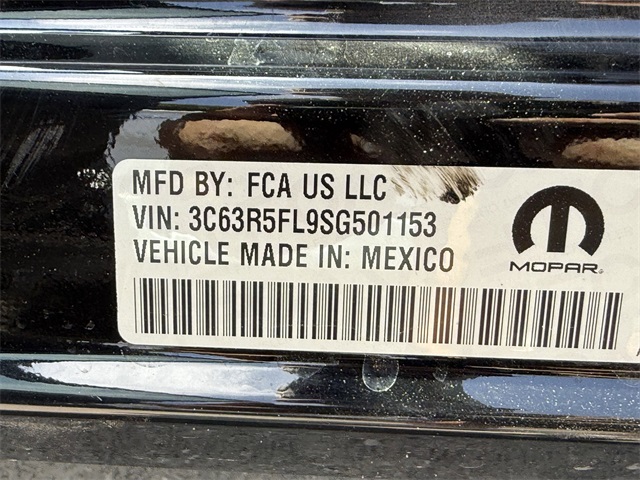 MFD BY: FCA US LLC
VIN: 3C63R5FL9SG501153
VEHICLE MADE IN: MEXICO
MOPAR®